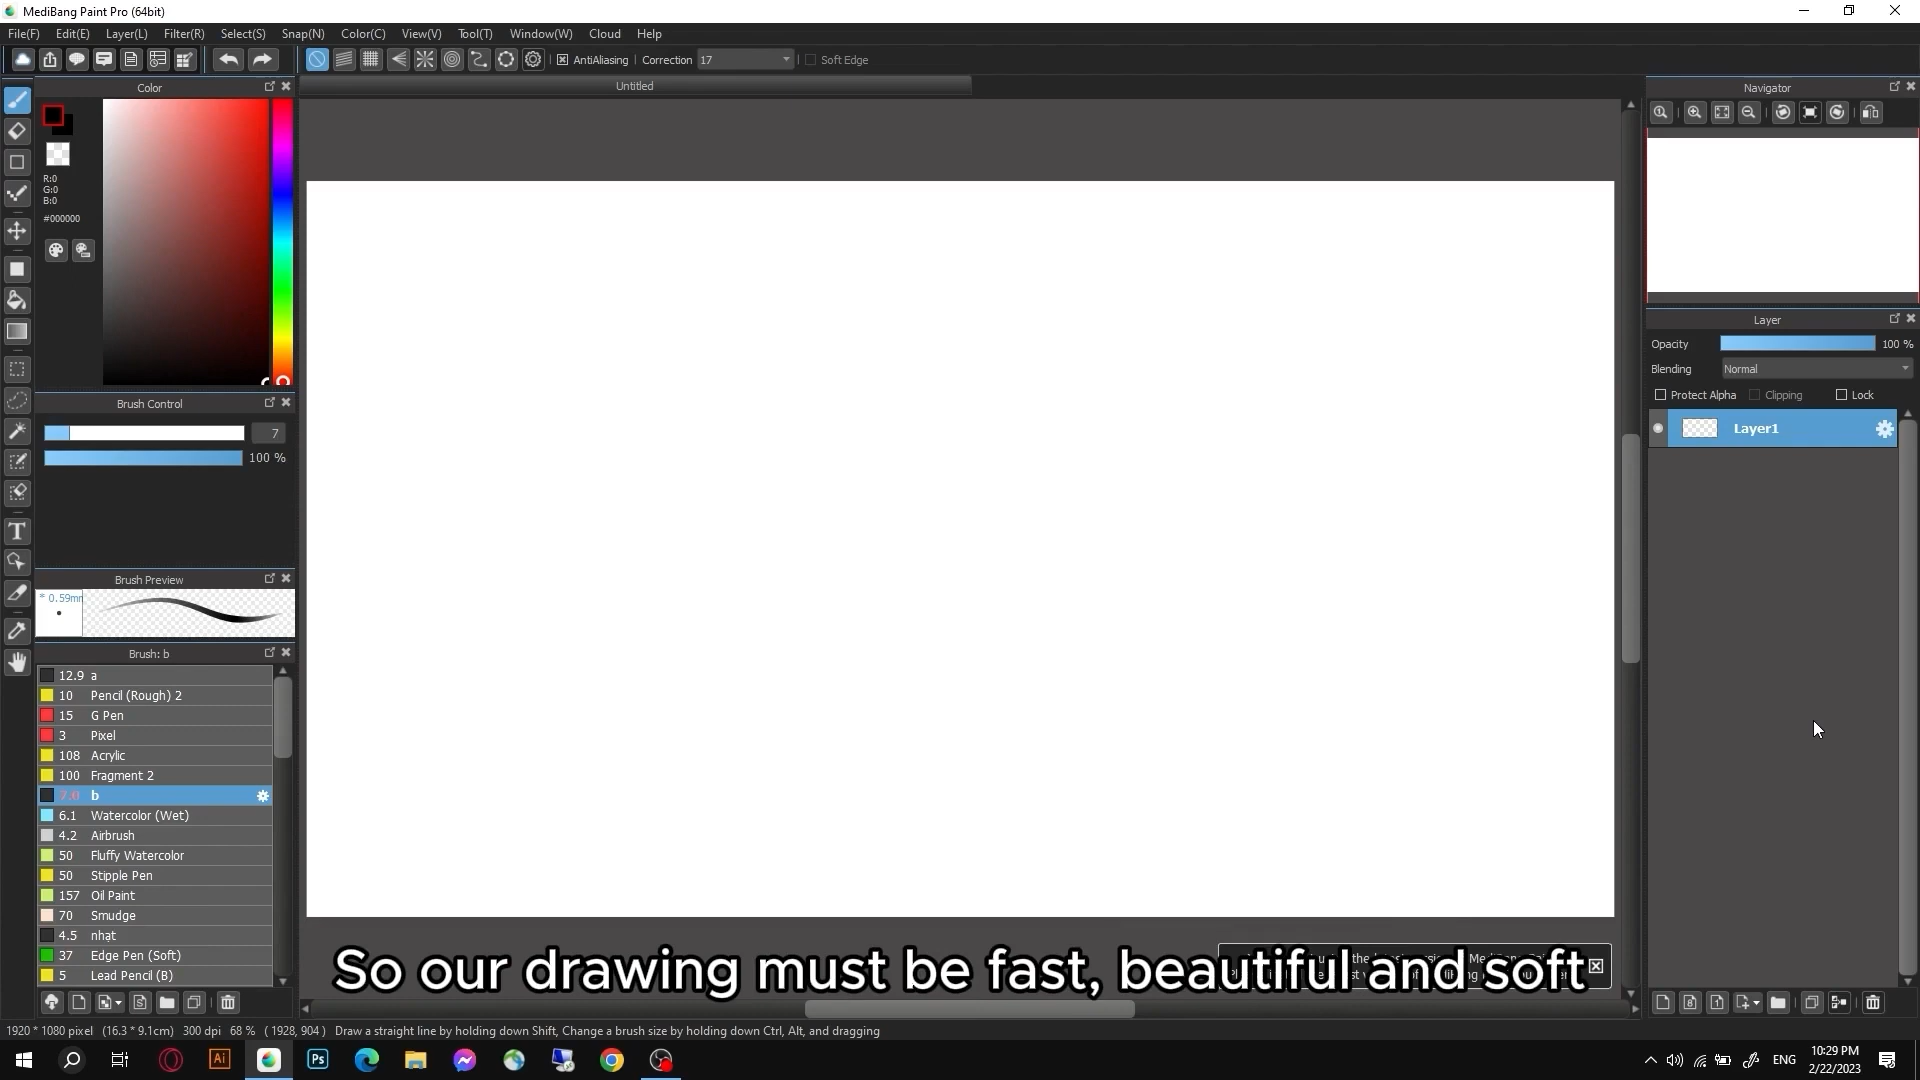 MediBang Paint Pro (64bit)
File(F) Edit(E) Layer(L) Filter(R) Select(S) Snap(N) Color(C) View(V) Tool(T) Window(W) Cloud Help
AntiAliasing Correction 17 Soft Edge
Color
Untitled
Navigator
R:0
G:0
B:0
#000000
Layer
Opacity 100 %
Blending Normal
Protect Alpha Clipping Lock
Layer1
Brush Control
7
100 %
Brush Preview
* 0.59mm
Brush: b
12.9 a
10 Pencil (Rough) 2
15 G Pen
3 Pixel
108 Acrylic
100 Fragment 2
7.0 b
6.1 Watercolor (Wet)
4.2 Airbrush
50 Fluffy Watercolor
50 Stipple Pen
157 Oil Paint
70 Smudge
4.5 nhạt
37 Edge Pen (Soft)
5 Lead Pencil (B)
So our drawing must be fast, beautiful and soft
1920 * 1080 pixel (16.3 * 9.1cm) 300 dpi 68 % ( 1928, 904 ) Draw a straight line by holding down Shift, Change a brush size by holding down Ctrl, Alt, and dragging
Ai Ps ENG
10:29 PM
2/22/2023